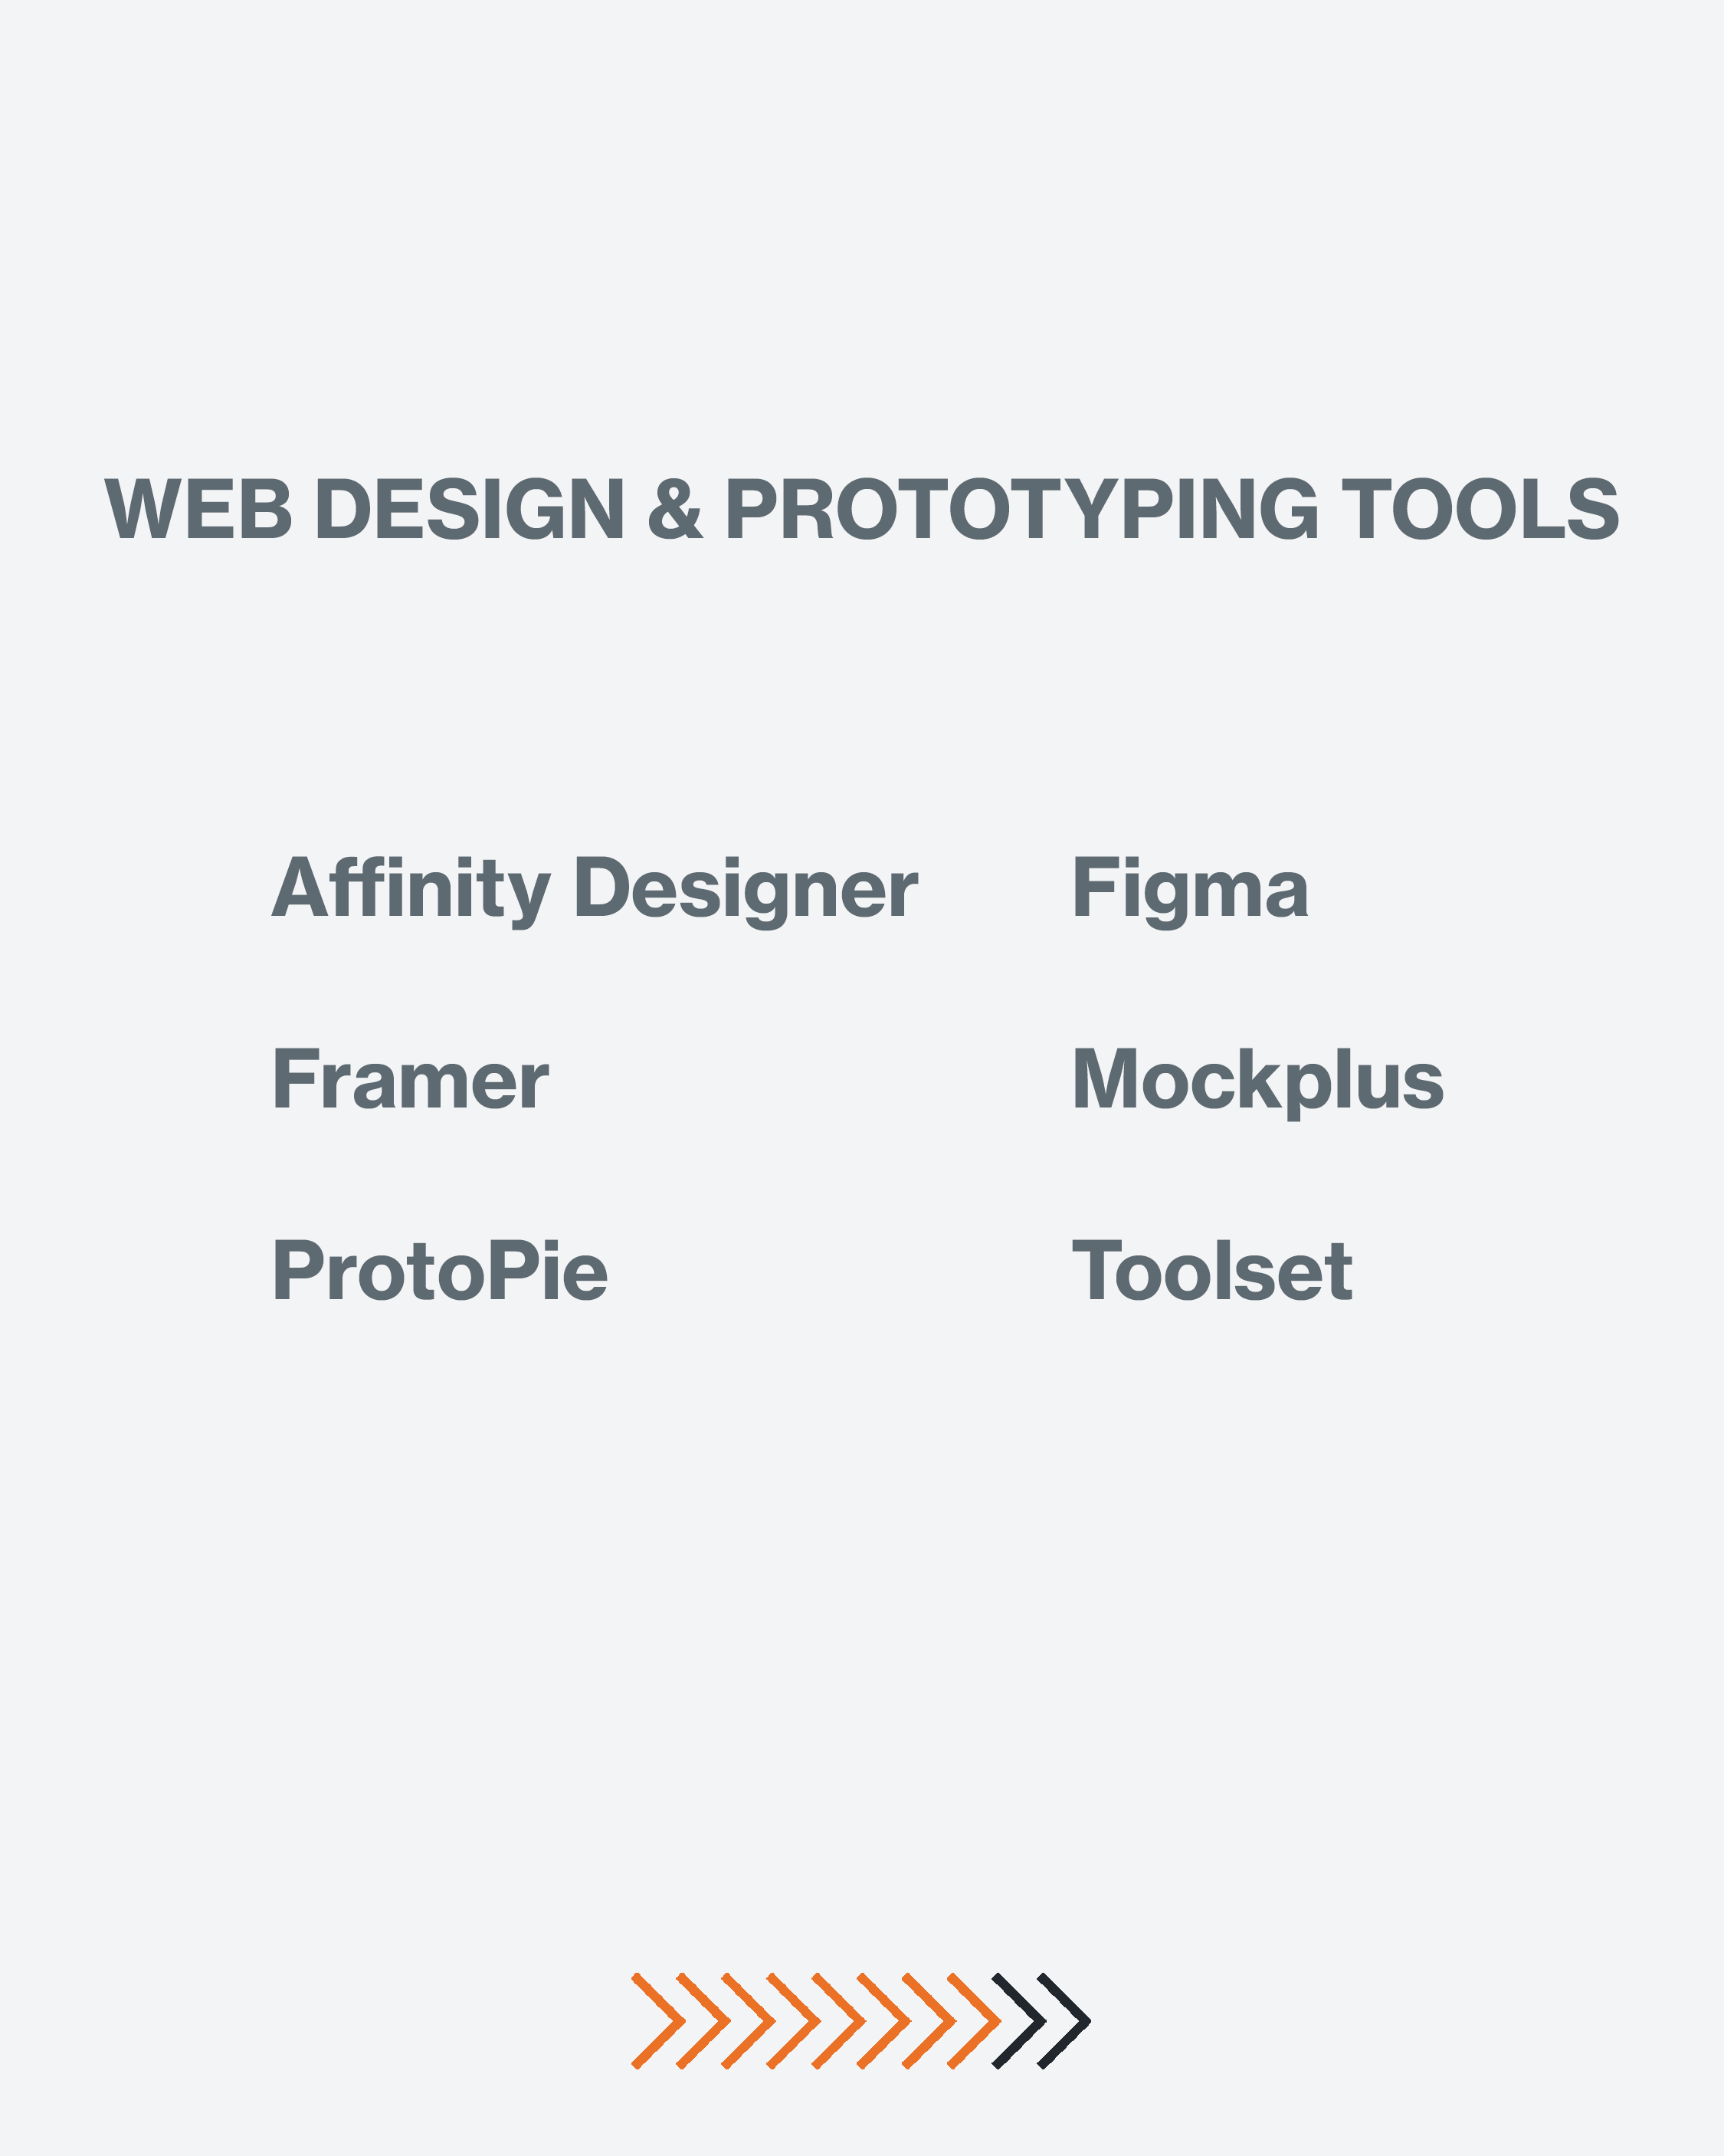 WEB DESIGN & PROTOTYPING TOOLS
Affinity Designer
Figma
Framer
Mockplus
ProtoPie
Toolset